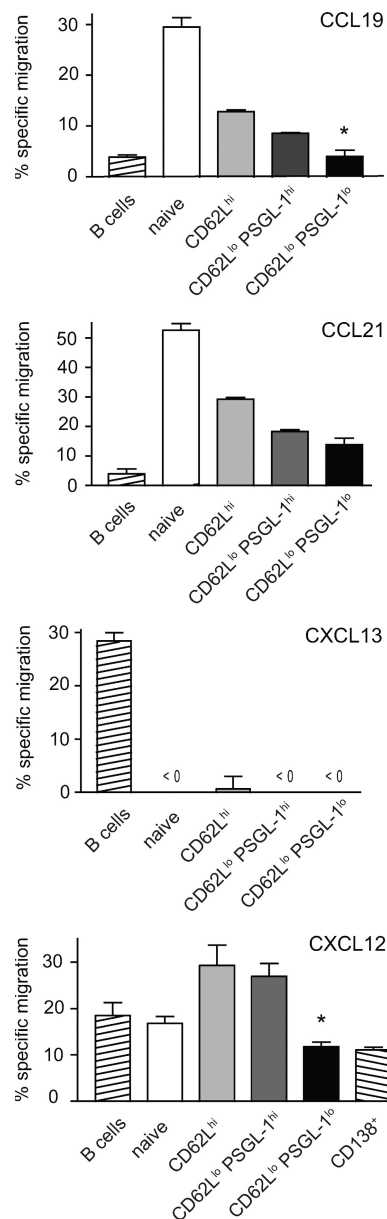 CCL19
% specific migration
30
20
10
0
*
B cells
naive
CD62Lʰⁱ
CD62Lˡᵒ PSGL-1ʰⁱ
CD62Lˡᵒ PSGL-1ˡᵒ
CCL21
% specific migration
50
40
30
20
10
0
B cells
naive
CD62Lʰⁱ
CD62Lˡᵒ PSGL-1ʰⁱ
CD62Lˡᵒ PSGL-1ˡᵒ
CXCL13
% specific migration
30
20
10
0
< 0
< 0
< 0
B cells
naive
CD62Lʰⁱ
CD62Lˡᵒ PSGL-1ʰⁱ
CD62Lˡᵒ PSGL-1ˡᵒ
CXCL12
% specific migration
30
20
10
0
*
B cells
naive
CD62Lʰⁱ
CD62Lˡᵒ PSGL-1ʰⁱ
CD62Lˡᵒ PSGL-1ˡᵒ
CD138⁺